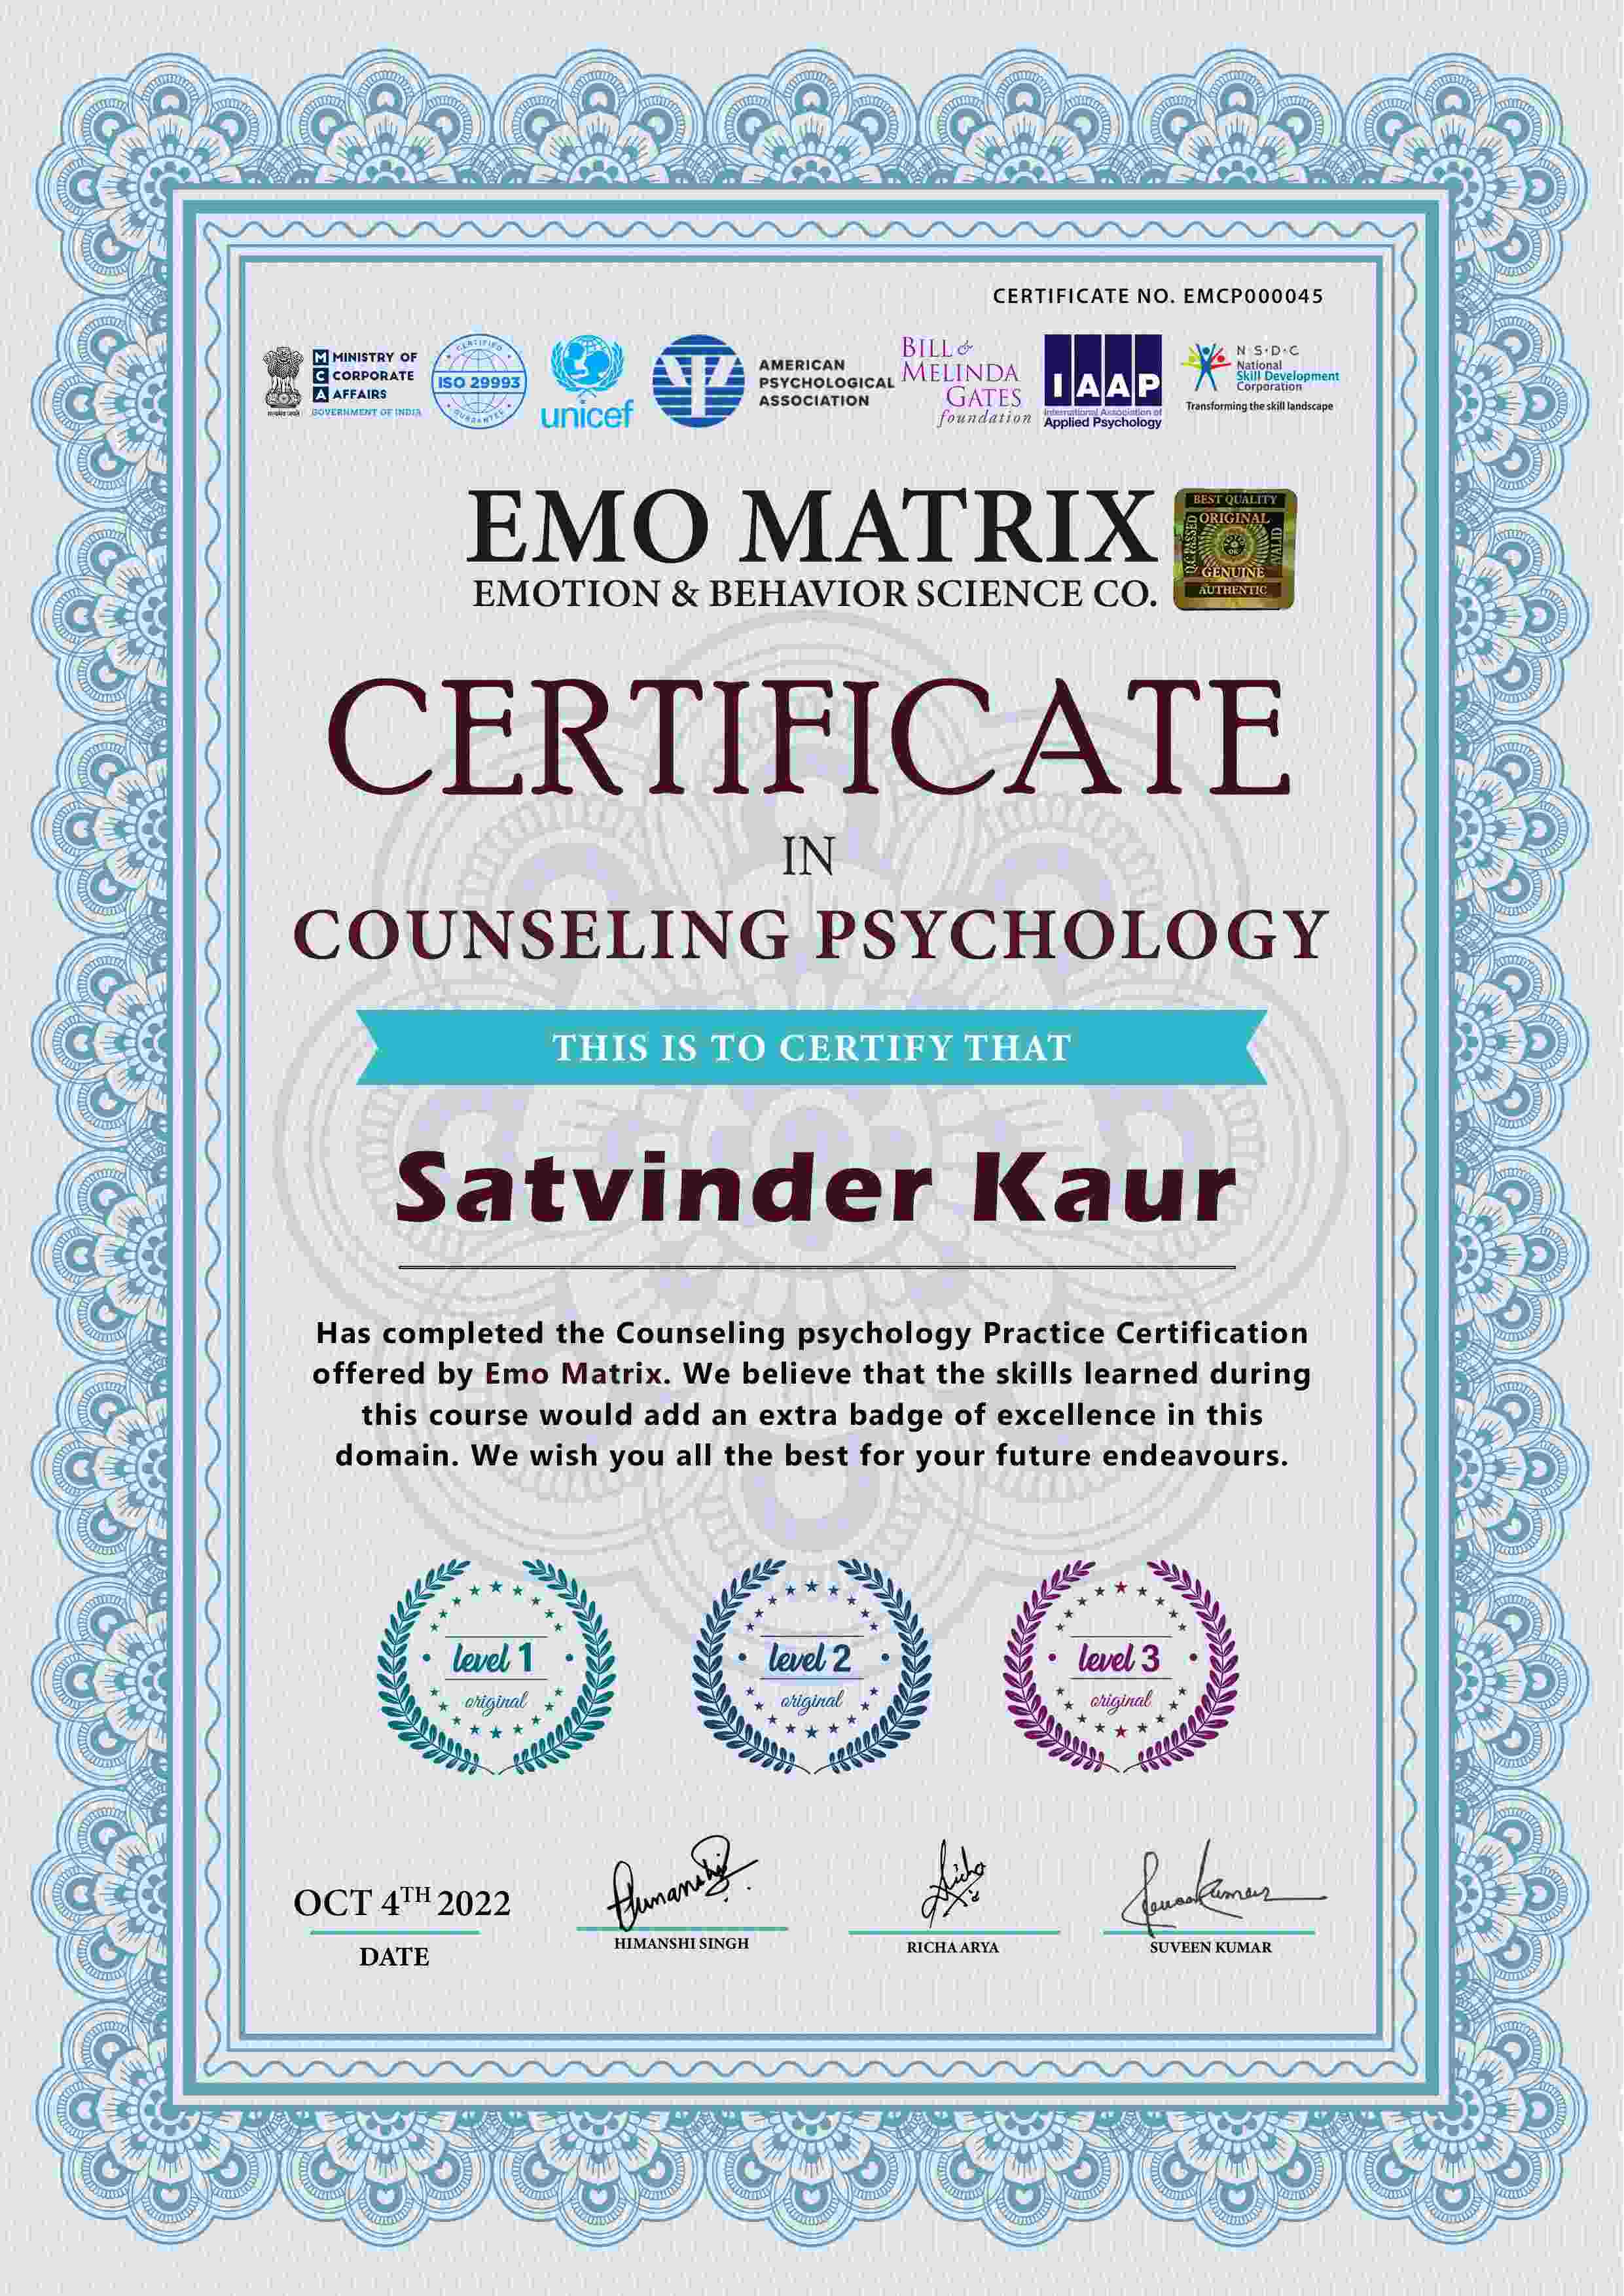 CERTIFICATE NO. EMCP000045
MCA MINISTRY OF CORPORATE AFFAIRS
GOVERNMENT OF INDIA
CERTIFIED
ISO 29993
GUARANTEE
unicef
AMERICAN
PSYCHOLOGICAL
ASSOCIATION
BILL &
MELINDA
GATES
foundation
IAAP
International Association of
Applied Psychology
N·S·D·C
National
Skill Development
Corporation
Transforming the skill landscape
EMO MATRIX
EMOTION & BEHAVIOR SCIENCE CO.
BEST QUALITY
ORIGINAL
Q.C.PASSED
VALID
GENUINE
AUTHENTIC
CERTIFICATE
IN
COUNSELING PSYCHOLOGY
THIS IS TO CERTIFY THAT
Satvinder Kaur
Has completed the Counseling psychology Practice Certification
offered by Emo Matrix. We believe that the skills learned during
this course would add an extra badge of excellence in this
domain. We wish you all the best for your future endeavours.
level 1
original
level 2
original
level 3
original
OCT 4TH 2022
DATE
HIMANSHI SINGH
RICHA ARYA
SUVEEN KUMAR